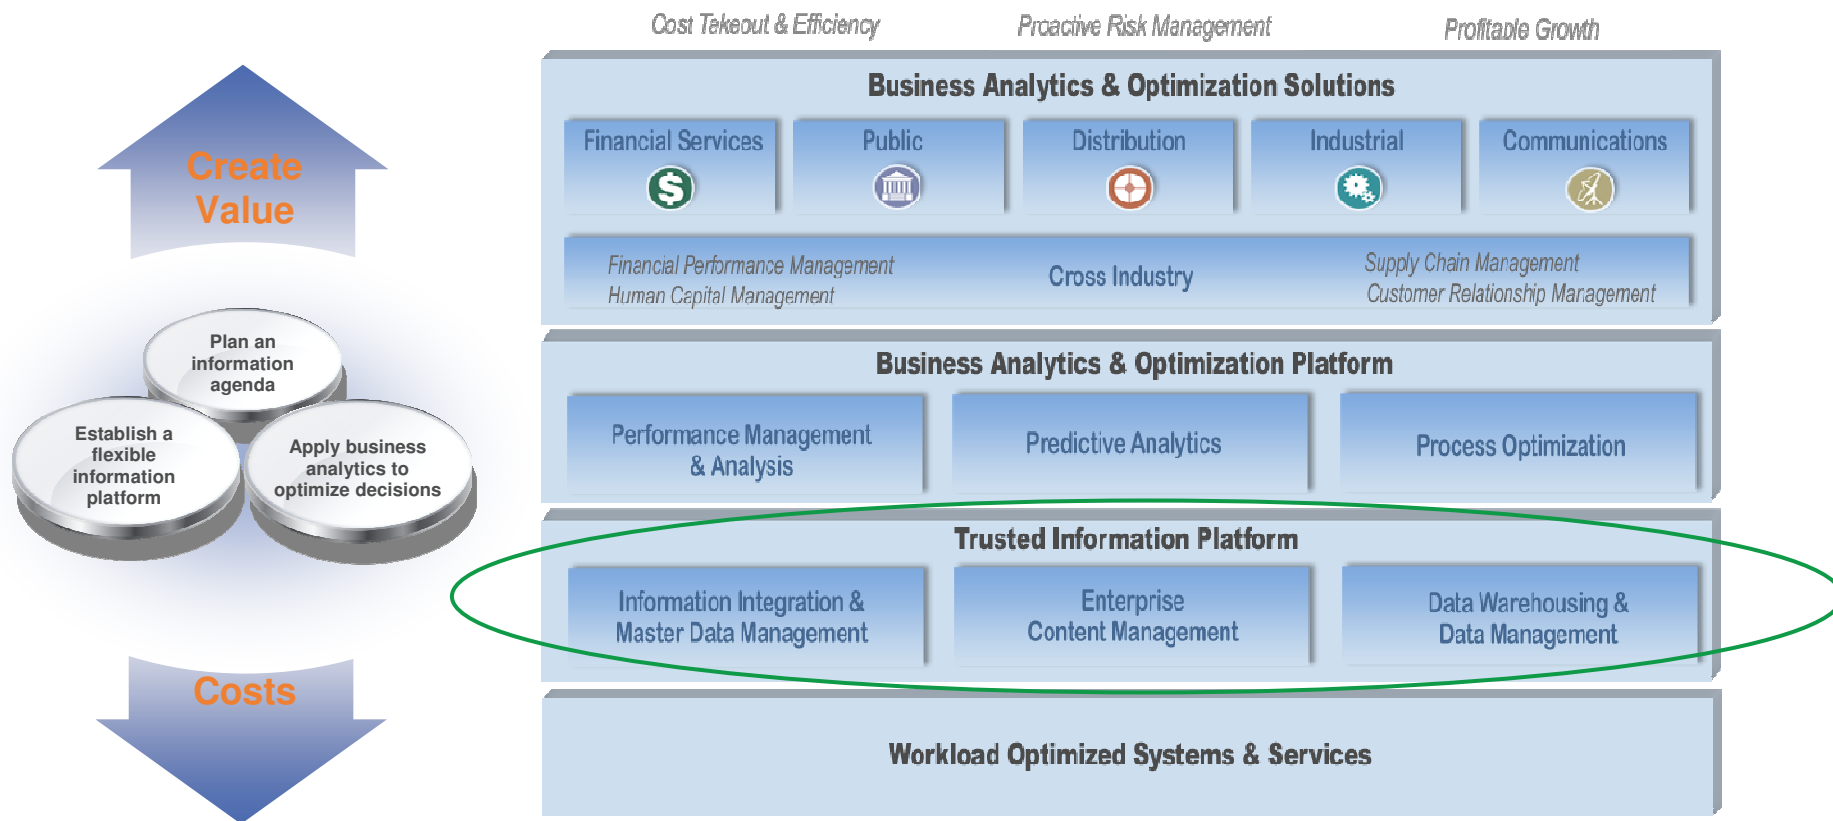 Cost Takeout & Efficiency
Proactive Risk Management
Profitable Growth
Business Analytics & Optimization Solutions
Financial Services
Public
Distribution
Industrial
Communications
Financial Performance Management
Human Capital Management
Cross Industry
Supply Chain Management
Customer Relationship Management
Create
Value
Plan an
information
agenda
Establish a
flexible
information
platform
Apply business
analytics to
optimize decisions
Costs
Business Analytics & Optimization Platform
Performance Management
& Analysis
Predictive Analytics
Process Optimization
Trusted Information Platform
Information Integration &
Master Data Management
Enterprise
Content Management
Data Warehousing &
Data Management
Workload Optimized Systems & Services